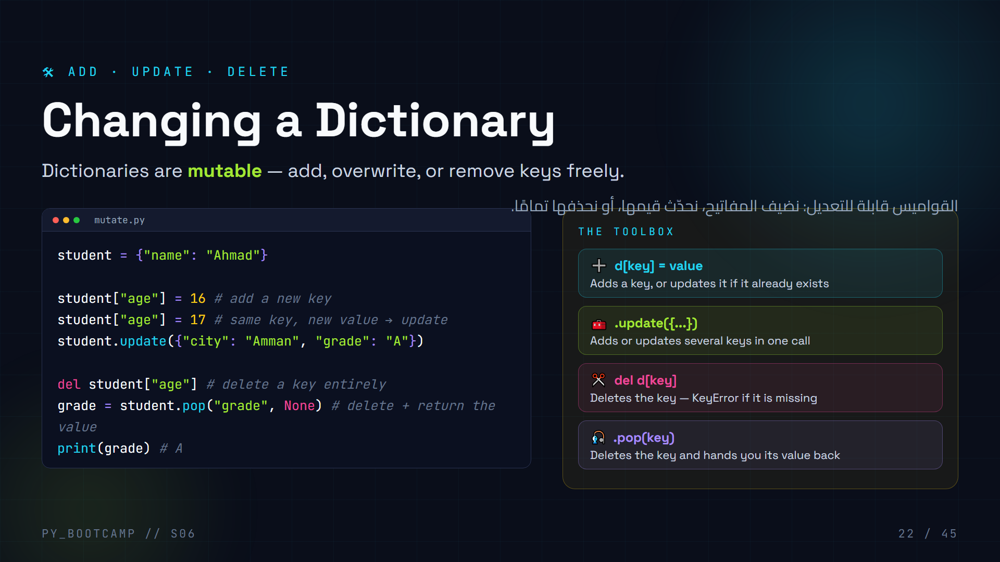 🛠 ADD · UPDATE · DELETE
Changing a Dictionary
Dictionaries are mutable — add, overwrite, or remove keys freely.
القواميس قابلة للتعديل: نضيف المفاتيح، نحدّث قيمها، أو نحذفها تمامًا.
mutate.py
student = {"name": "Ahmad"}
student["age"] = 16 # add a new key
student["age"] = 17 # same key, new value → update
student.update({"city": "Amman", "grade": "A"})
del student["age"] # delete a key entirely
grade = student.pop("grade", None) # delete + return the
value
print(grade) # A
THE TOOLBOX
➕ d[key] = value
Adds a key, or updates it if it already exists
🧰 .update({...})
Adds or updates several keys in one call
✂️ del d[key]
Deletes the key — KeyError if it is missing
.pop(key)
Deletes the key and hands you its value back
PY_BOOTCAMP // S06
22 / 45